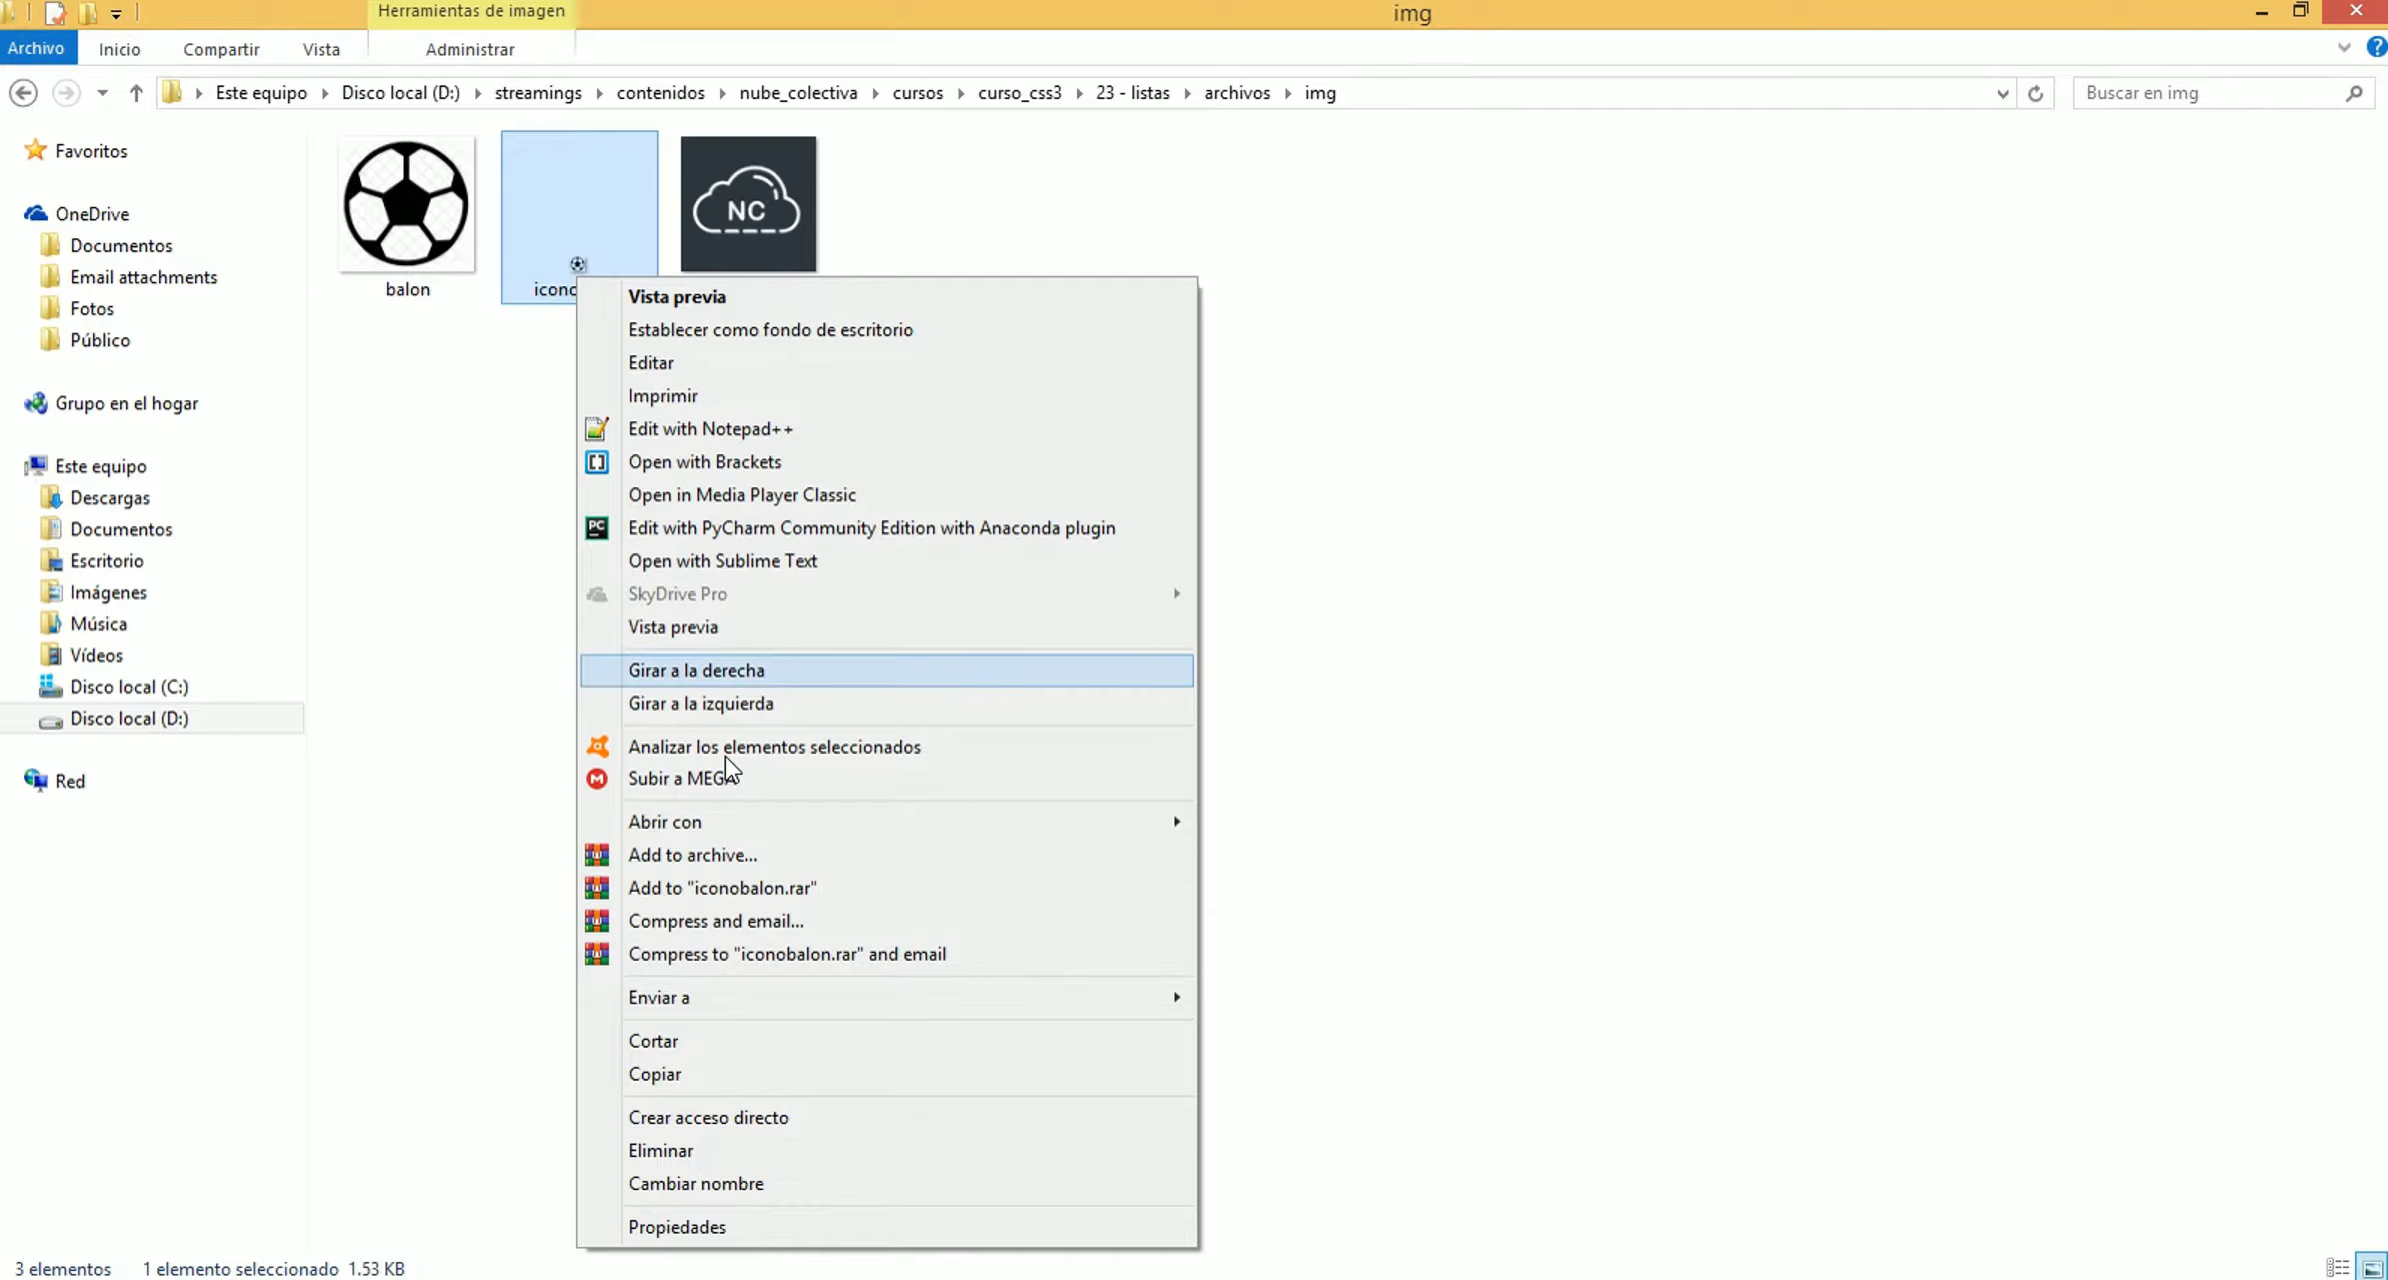 Herramientas de imagen
img
Archivo
Inicio
Compartir
Vista
Administrar
Este equipo
Disco local (D:)
streamings
contenidos
nube_colectiva
cursos
curso_css3
23 - listas
archivos
img
Buscar en img
Favoritos
OneDrive
Documentos
Email attachments
Fotos
Público
Grupo en el hogar
Este equipo
Descargas
Documentos
Escritorio
Imágenes
Música
Vídeos
Disco local (C:)
Disco local (D:)
Red
NC
balon
icono
Vista previa
Establecer como fondo de escritorio
Editar
Imprimir
Edit with Notepad++
Open with Brackets
Open in Media Player Classic
PC
Edit with PyCharm Community Edition with Anaconda plugin
Open with Sublime Text
SkyDrive Pro
Vista previa
Girar a la derecha
Girar a la izquierda
Analizar los elementos seleccionados
Subir a MEGA
Abrir con
Add to archive...
Add to "iconobalon.rar"
Compress and email...
Compress to "iconobalon.rar" and email
Enviar a
Cortar
Copiar
Crear acceso directo
Eliminar
Cambiar nombre
Propiedades
3 elementos
1 elemento seleccionado 1.53 KB